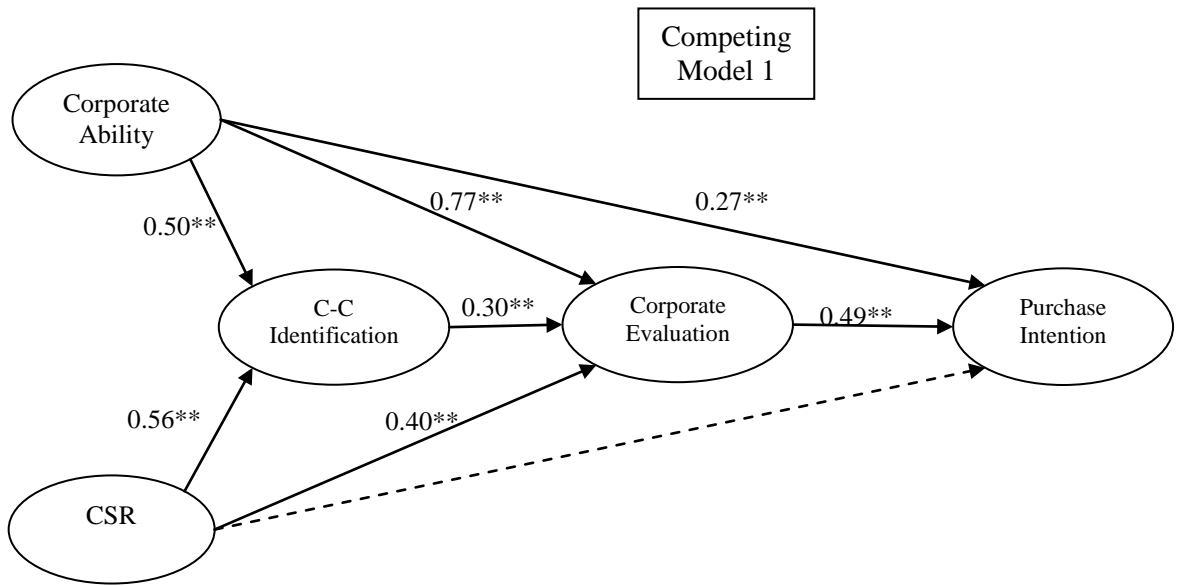 Competing
Model 1
Corporate
Ability
0.77**
0.27**
0.50**
C-C
Identification
0.30**
Corporate
Evaluation
0.49**
Purchase
Intention
0.56**
0.40**
CSR